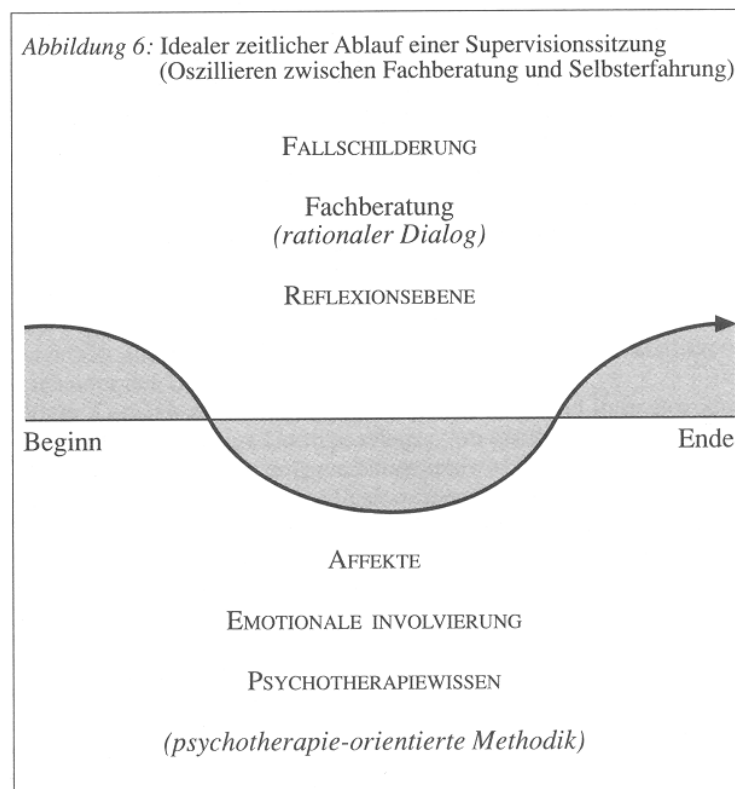 Abbildung 6: Idealer zeitlicher Ablauf einer Supervisionssitzung
(Oszillieren zwischen Fachberatung und Selbsterfahrung)
FALLSCHILDERUNG
Fachberatung
(rationaler Dialog)
REFLEXIONSEBENE
Beginn
Ende
AFFEKTE
EMOTIONALE INVOLVIERUNG
PSYCHOTHERAPIEWISSEN
(psychotherapie-orientierte Methodik)